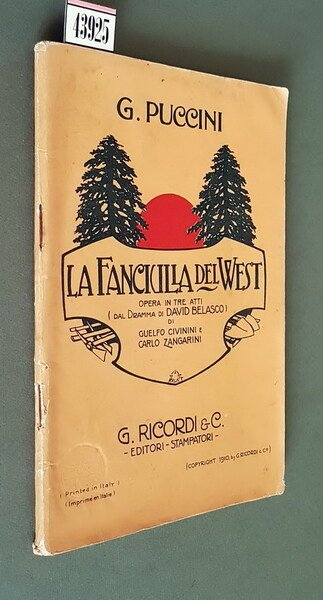 43925
G. PUCCINI
LA FANCIULLA DEL WEST
OPERA IN TRE ATTI
(DAL DRAMMA DI DAVID BELASCO)
DI
GUELFO CIVININI E
CARLO ZANGARINI
G. RICORDI & C.
- EDITORI - STAMPATORI -
(COPYRIGHT 1910, by G. RICORDI & Co.)
(Printed in Italy)
(Imprimé en Italie)